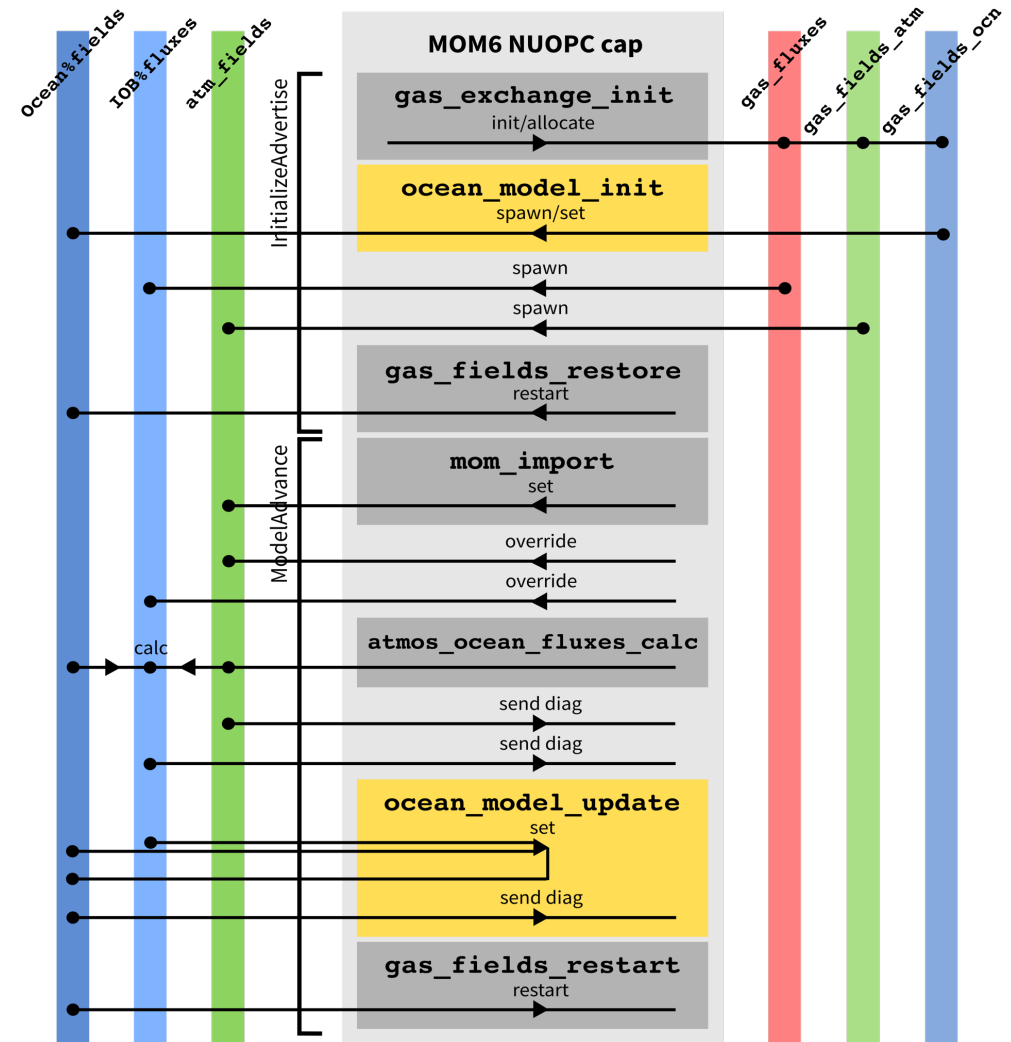 Ocean%fields
IOB%fluxes
atm_fields
MOM6 NUOPC cap
gas_fluxes
gas_fields_atm
gas_fields_ocn
InitializeAdvertise
gas_exchange_init
init/allocate
ocean_model_init
spawn/set
spawn
spawn
gas_fields_restore
restart
ModelAdvance
mom_import
set
override
override
atmos_ocean_fluxes_calc
calc
send diag
send diag
ocean_model_update
set
send diag
gas_fields_restart
restart